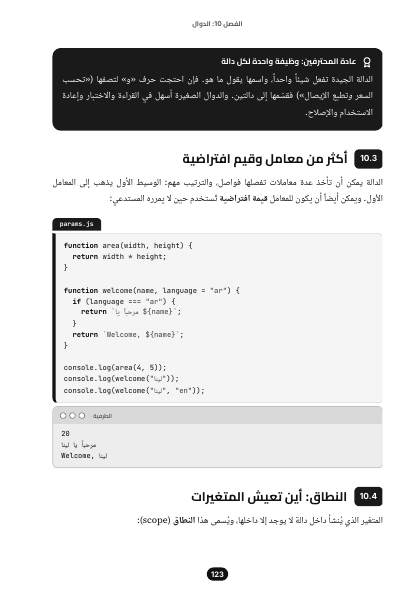 الفصل 10: الدوال
عادة المحترفين: وظيفة واحدة لكل دالة
الدالة الجيدة تفعل شيئاً واحداً، واسمها يقول ما هو. فإن احتجت حرف «و» لتصفها («تحسب
السعر وتطبع الإيصال») فقسّمها إلى دالتين. والدوال الصغيرة أسهل في القراءة والاختبار وإعادة
الاستخدام والإصلاح.
10.3 أكثر من معامل وقيم افتراضية
الدالة يمكن أن تأخذ عدة معاملات تفصلها فواصل، والترتيب مهم: الوسيط الأول يذهب إلى المعامل
الأول. ويمكن أيضاً أن يكون للمعامل قيمة افتراضية تُستخدم حين لا يمرره المستدعي:
params.js
function area(width, height) {
  return width * height;
}
function welcome(name, language = "ar") {
  if (language === "ar") {
    return `مرحباً يا ${name}`;
  }
  return `Welcome, ${name}`;
}
console.log(area(4, 5));
console.log(welcome("لينا"));
console.log(welcome("لينا", "en"));
الطرفية
20
مرحباً يا لينا
Welcome, لينا
10.4 النطاق: أين تعيش المتغيرات
المتغير الذي يُنشأ داخل دالة لا يوجد إلا داخلها، ويُسمى هذا النطاق (scope):
123